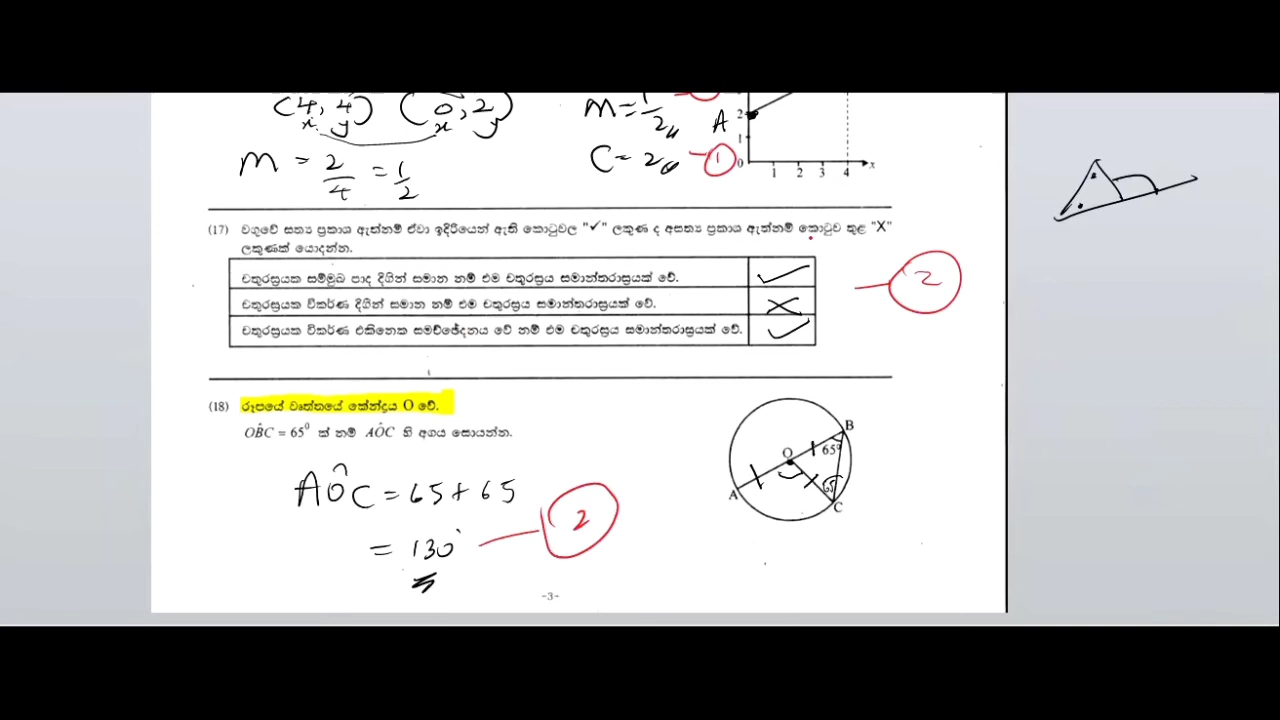 (4, 4) (0, 2)
x y x y
M = 2/4 = 1/2
M = 1/2
C = 2 ①
A
2
1
0 1 2 3 4 x
(17) වගුවේ සත්‍ය ප්‍රකාශ ඇත්නම් ඒවා ඉදිරියෙන් ඇති කොටුවල "✓" ලකුණ ද අසත්‍ය ප්‍රකාශ ඇත්නම් කොටුව තුළ "X"
ලකුණක් යොදන්න.
චතුරස්‍රයක සම්මුඛ පාද දිගින් සමාන නම් එම චතුරස්‍රය සමාන්තරාස්‍රයක් වේ. ✓
චතුරස්‍රයක විකර්ණ දිගින් සමාන නම් එම චතුරස්‍රය සමාන්තරාස්‍රයක් වේ. X
චතුරස්‍රයක විකර්ණ එකිනෙක සමච්ඡේදනය වේ නම් එම චතුරස්‍රය සමාන්තරාස්‍රයක් වේ. ✓
2
(18) රූපයේ වෘත්තයේ කේන්ද්‍රය O වේ.
OB̂C = 65⁰ ක් නම් AÔC හි අගය සොයන්න.
B
O 65⁰
A 65 C
AÔC = 65 + 65
= 130°
2
-3-